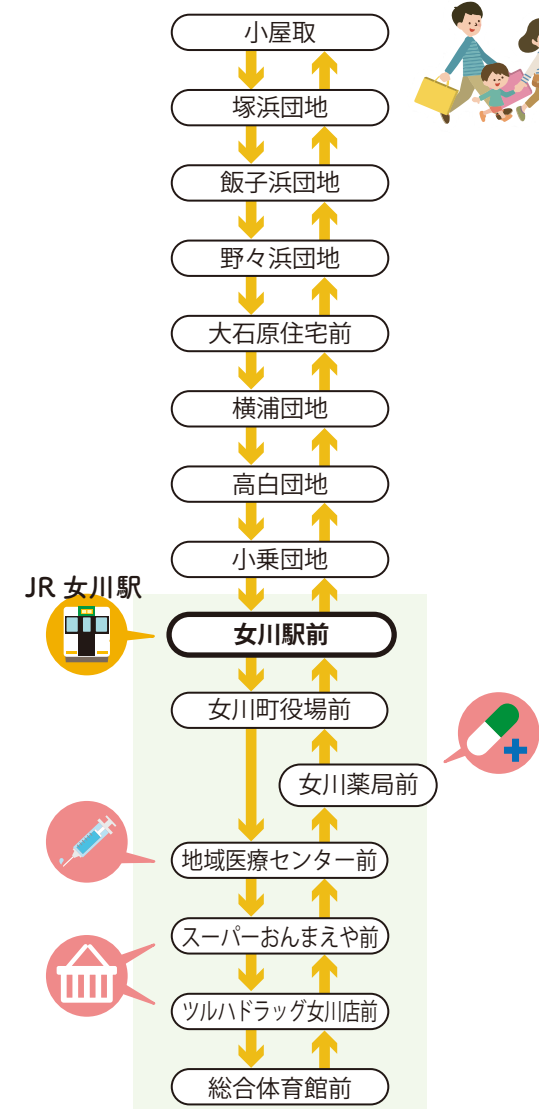 小屋取
塚浜団地
飯子浜団地
野々浜団地
大石原住宅前
横浦団地
高白団地
小乗団地
JR 女川駅
女川駅前
女川町役場前
女川薬局前
地域医療センター前
スーパーおんまえや前
ツルハドラッグ女川店前
総合体育館前